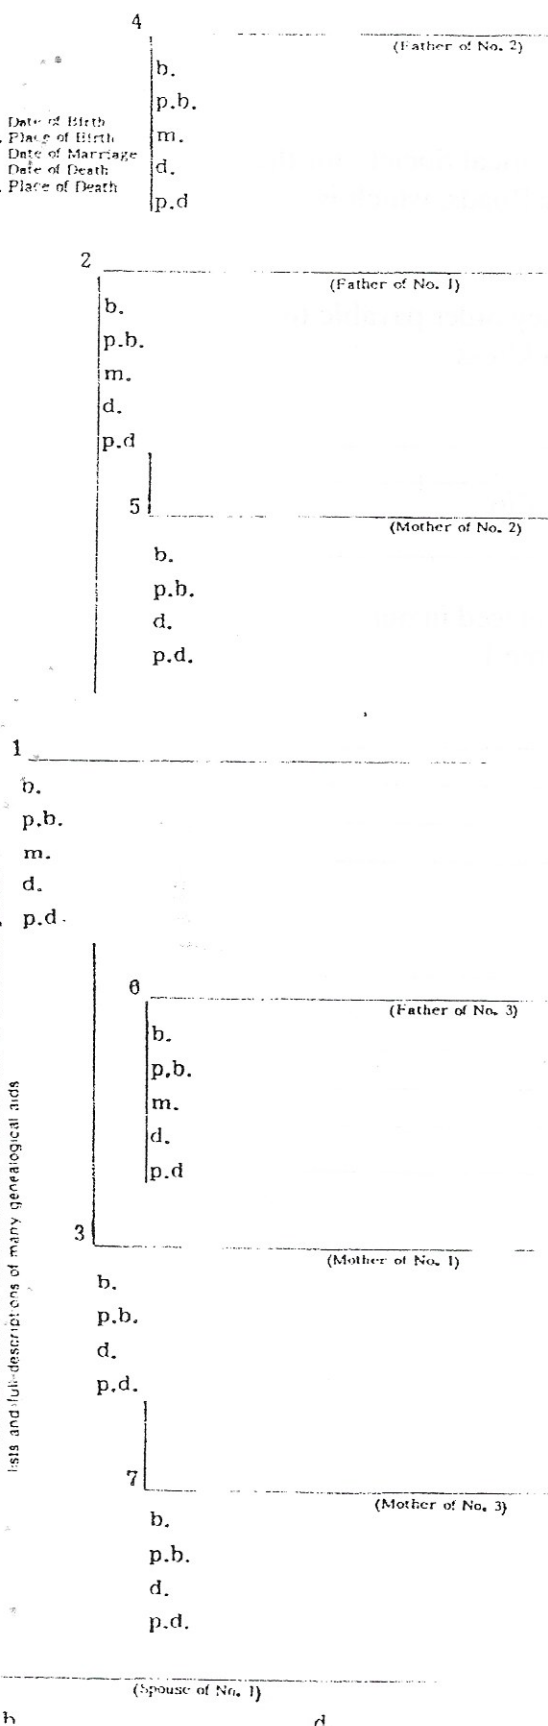 4
(Father of No. 2)
b.
p.b.
m.
d.
p.d
Date of Birth
. Place of Birth
Date of Marriage
Date of Death
. Place of Death
2
(Father of No. 1)
b.
p.b.
m.
d.
p.d
5
(Mother of No. 2)
b.
p.b.
d.
p.d.
1
b.
p.b.
m.
d.
p.d.
6
(Father of No. 3)
b.
p.b.
m.
d.
p.d
3
(Mother of No. 1)
b.
p.b.
d.
p.d.
7
(Mother of No. 3)
b.
p.b.
d.
p.d.
lists and full descriptions of many genealogical aids
(Spouse of No. 1)
b d